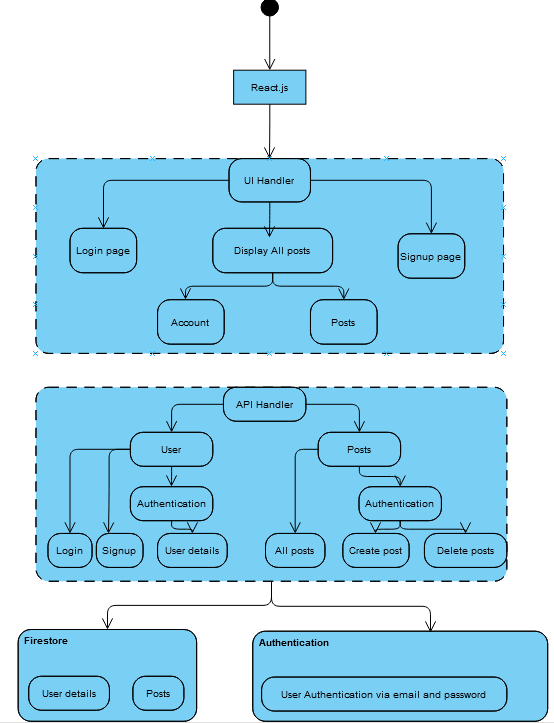 React.js
UI Handler
Login page
Display All posts
Signup page
Account
Posts
API Handler
User
Posts
Authentication
Authentication
Login
Signup
User details
All posts
Create post
Delete posts
Firestore
User details
Posts
Authentication
User Authentication via email and password